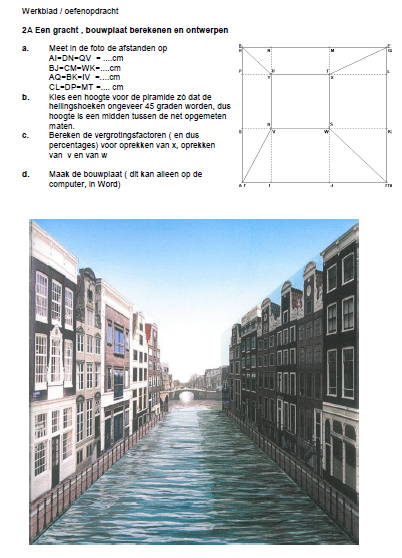 Werkblad / oefenopdracht
2A Een gracht , bouwplaat berekenen en ontwerpen
a. Meet in de foto de afstanden op
AI=DN=QV = ....cm
BJ=CM=WK=....cm
AQ=BK=IV =.... cm
CL=DP=MT =.... cm
b. Kies een hoogte voor de piramide zó dat de
hellingshoeken ongeveer 45 graden worden, dus
hoogte is een midden tussen de net opgemeten
maten.
c. Bereken de vergrotingsfactoren ( en dus
percentages) voor oprekken van x, oprekken
van v en van w
d. Maak de bouwplaat ( dit kan alleen op de
computer, in Word)
N M
P L
V W